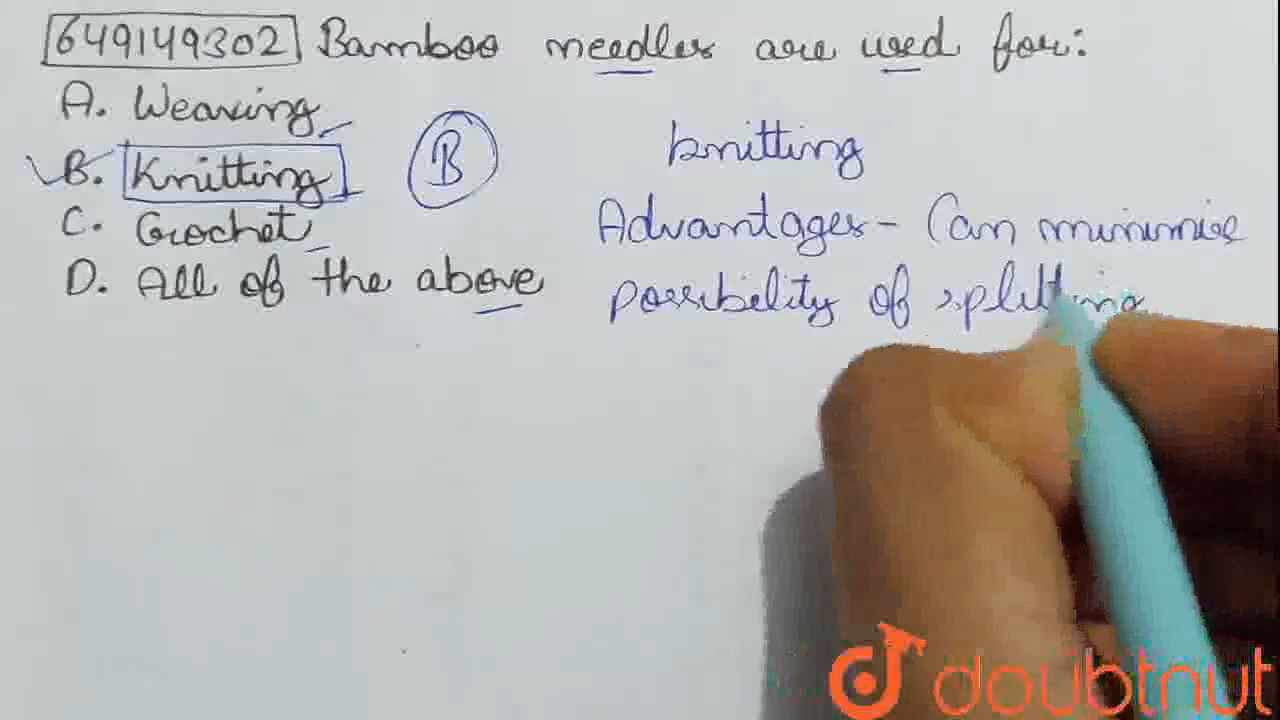 649149302 Bamboo needles are used for:
A. Weaving
B. Knitting
C. Crochet
D. All of the above
B
knitting
Advantages - Can minimise
possibility of splitting
doubtnut